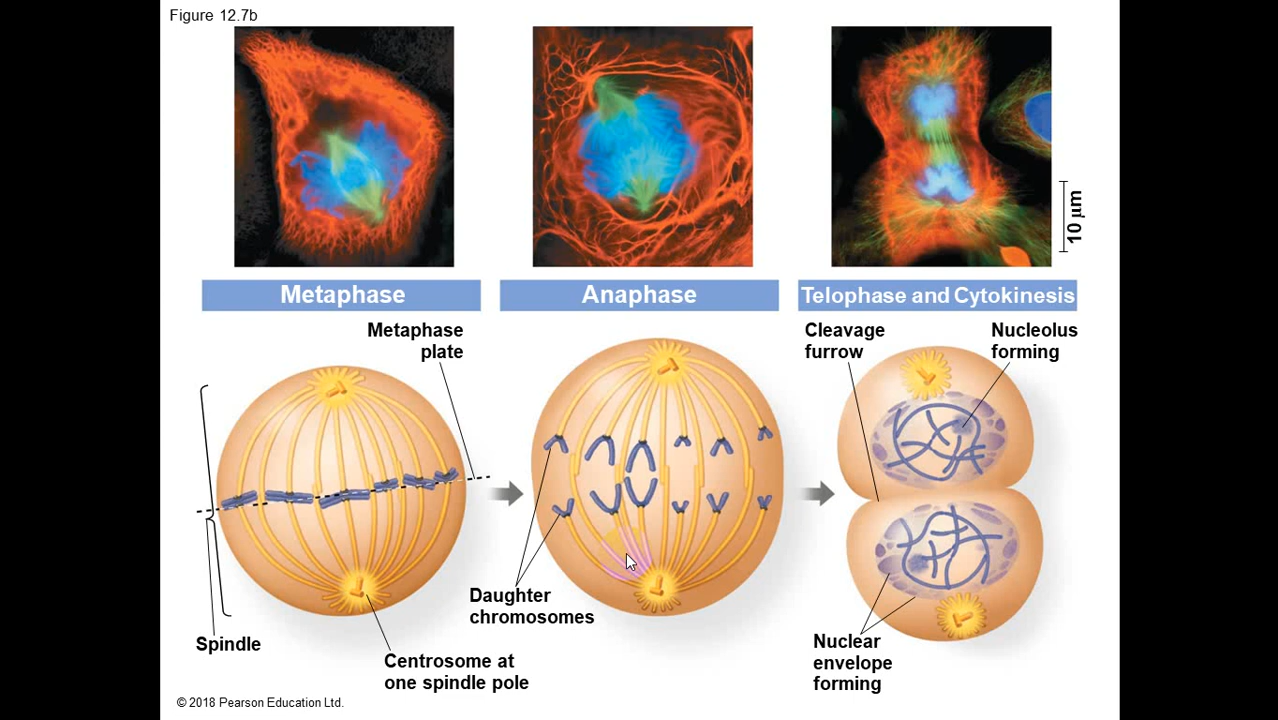 Figure 12.7b
10 μm
Metaphase
Anaphase
Telophase and Cytokinesis
Metaphase
plate
Cleavage
furrow
Nucleolus
forming
Daughter
chromosomes
Spindle
Centrosome at
one spindle pole
Nuclear
envelope
forming
© 2018 Pearson Education Ltd.